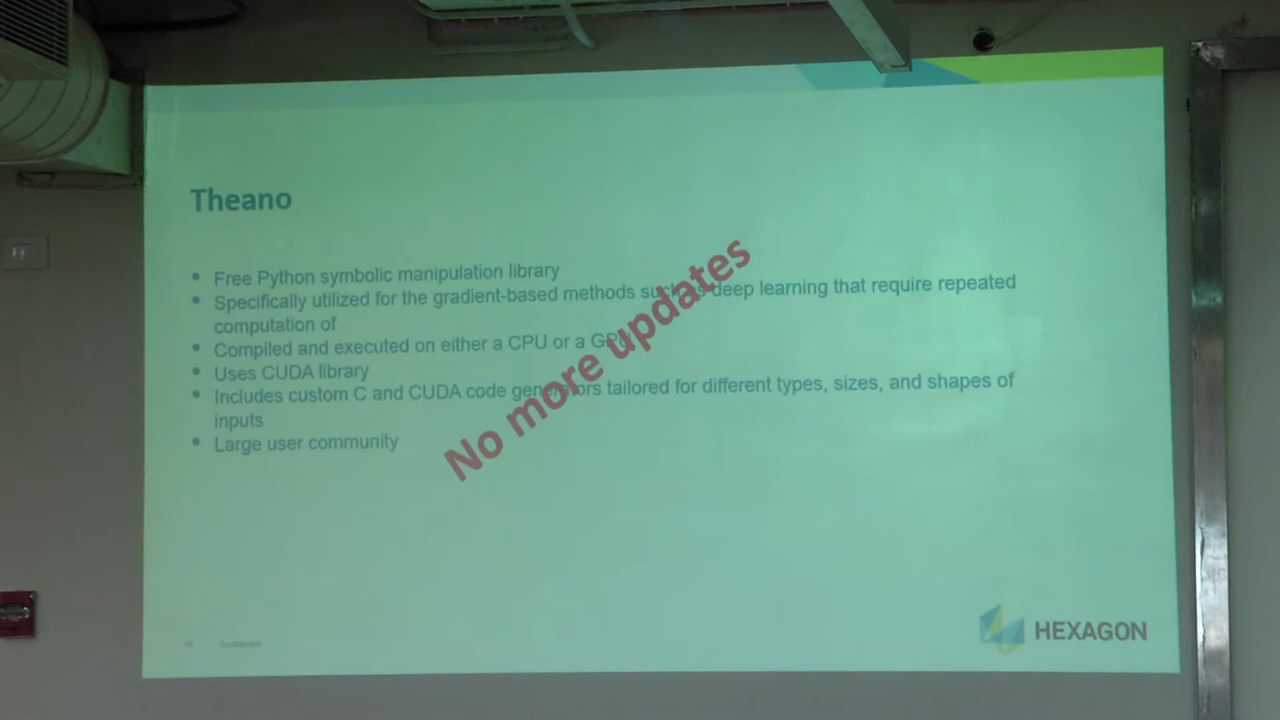 Theano
• Free Python symbolic manipulation library
• Specifically utilized for the gradient-based methods such as deep learning that require repeated
computation of
• Compiled and executed on either a CPU or a GPU
• Uses CUDA library
• Includes custom C and CUDA code generators tailored for different types, sizes, and shapes of
inputs
• Large user community
No more updates
Confidential
HEXAGON